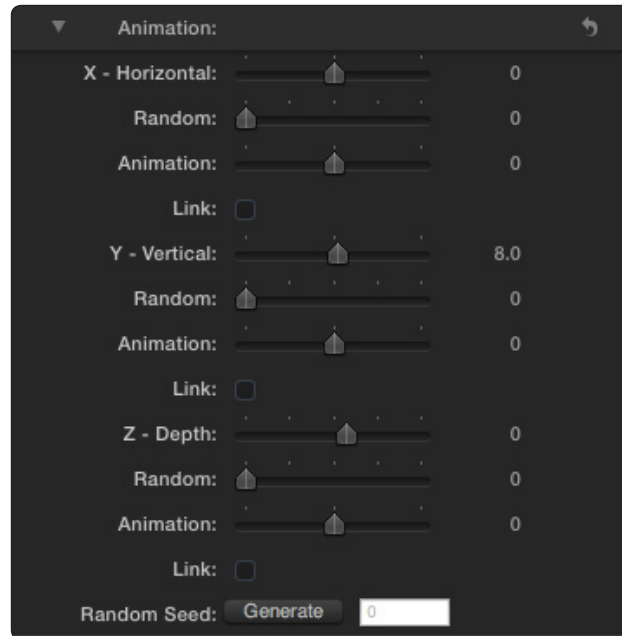 Animation:
X - Horizontal: 0
Random: 0
Animation: 0
Link:
Y - Vertical: 8.0
Random: 0
Animation: 0
Link:
Z - Depth: 0
Random: 0
Animation: 0
Link:
Random Seed: Generate 0